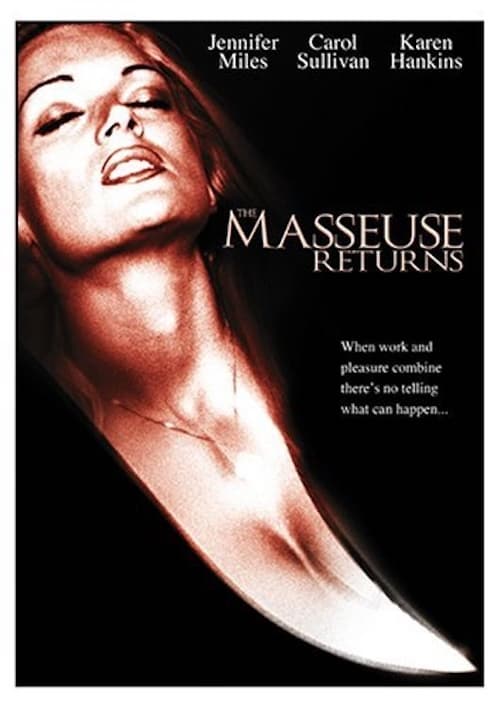 Jennifer Miles
Carol Sullivan
Karen Hankins
THE
MASSEUSE
RETURNS
When work and
pleasure combine
there's no telling
what can happen...